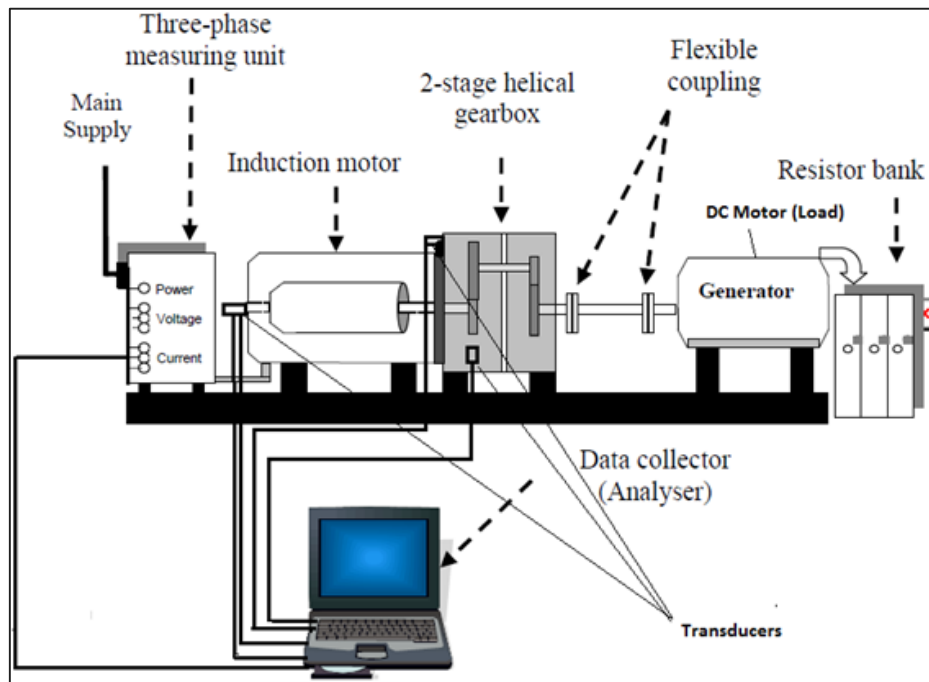 Three-phase
measuring unit
Main
Supply
Induction motor
2-stage helical
gearbox
Flexible
coupling
Resistor bank
DC Motor (Load)
Generator
Power
Voltage
Current
Data collector
(Analyser)
Transducers